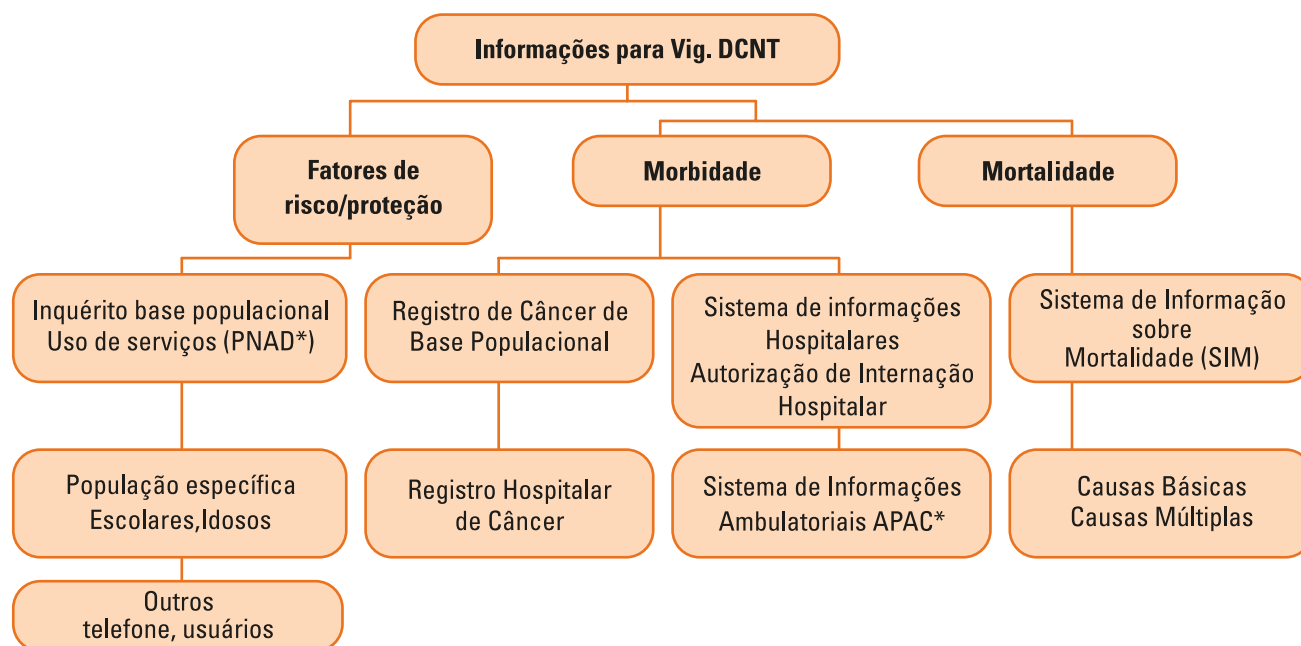 Informações para Vig. DCNT
Fatores de
risco/proteção
Morbidade
Mortalidade
Inquérito base populacional
Uso de serviços (PNAD*)
Registro de Câncer de
Base Populacional
Sistema de informações
Hospitalares
Autorização de Internação
Hospitalar
Sistema de Informação
sobre
Mortalidade (SIM)
População específica
Escolares,Idosos
Registro Hospitalar
de Câncer
Sistema de Informações
Ambulatoriais APAC*
Causas Básicas
Causas Múltiplas
Outros
telefone, usuários